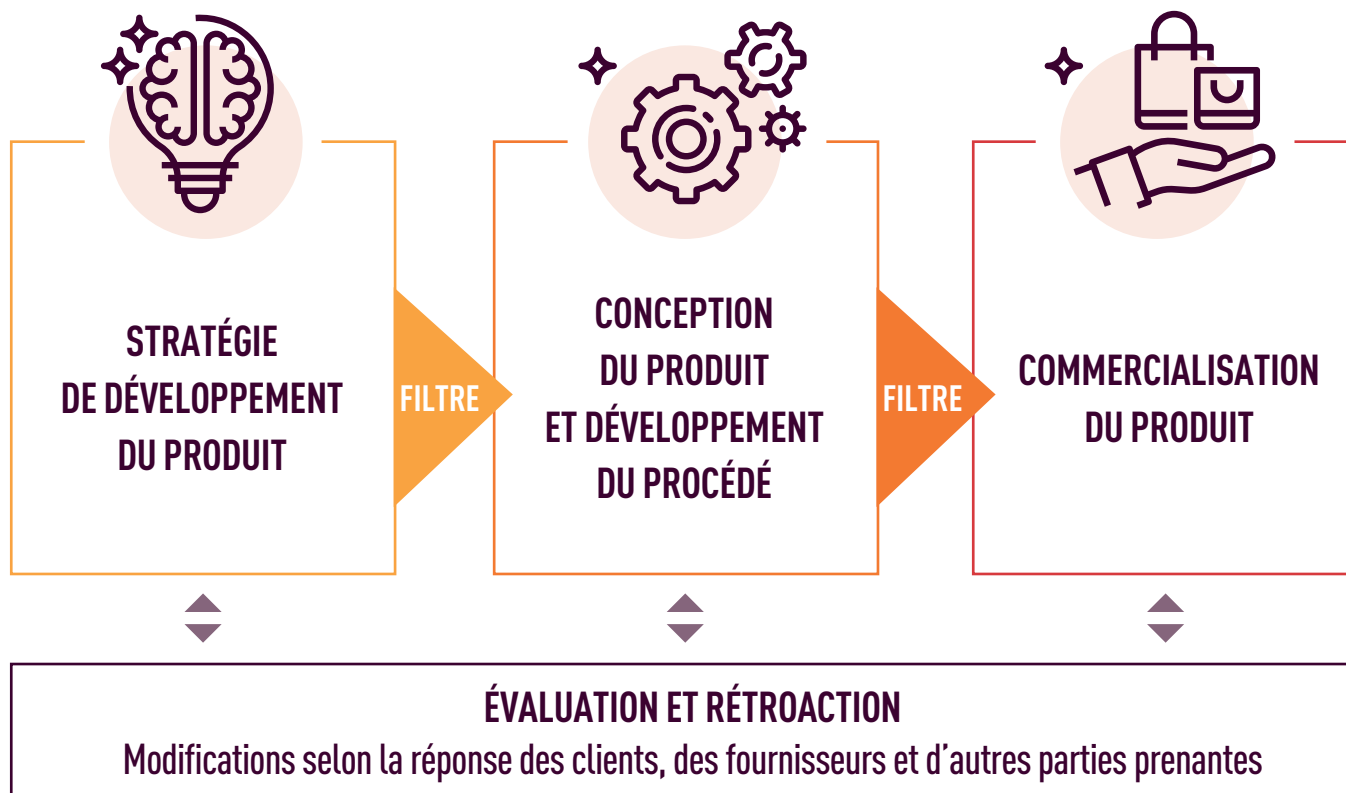 STRATÉGIE
DE DÉVELOPPEMENT
DU PRODUIT
FILTRE
CONCEPTION
DU PRODUIT
ET DÉVELOPPEMENT
DU PROCÉDÉ
FILTRE
COMMERCIALISATION
DU PRODUIT
ÉVALUATION ET RÉTROACTION
Modifications selon la réponse des clients, des fournisseurs et d’autres parties prenantes